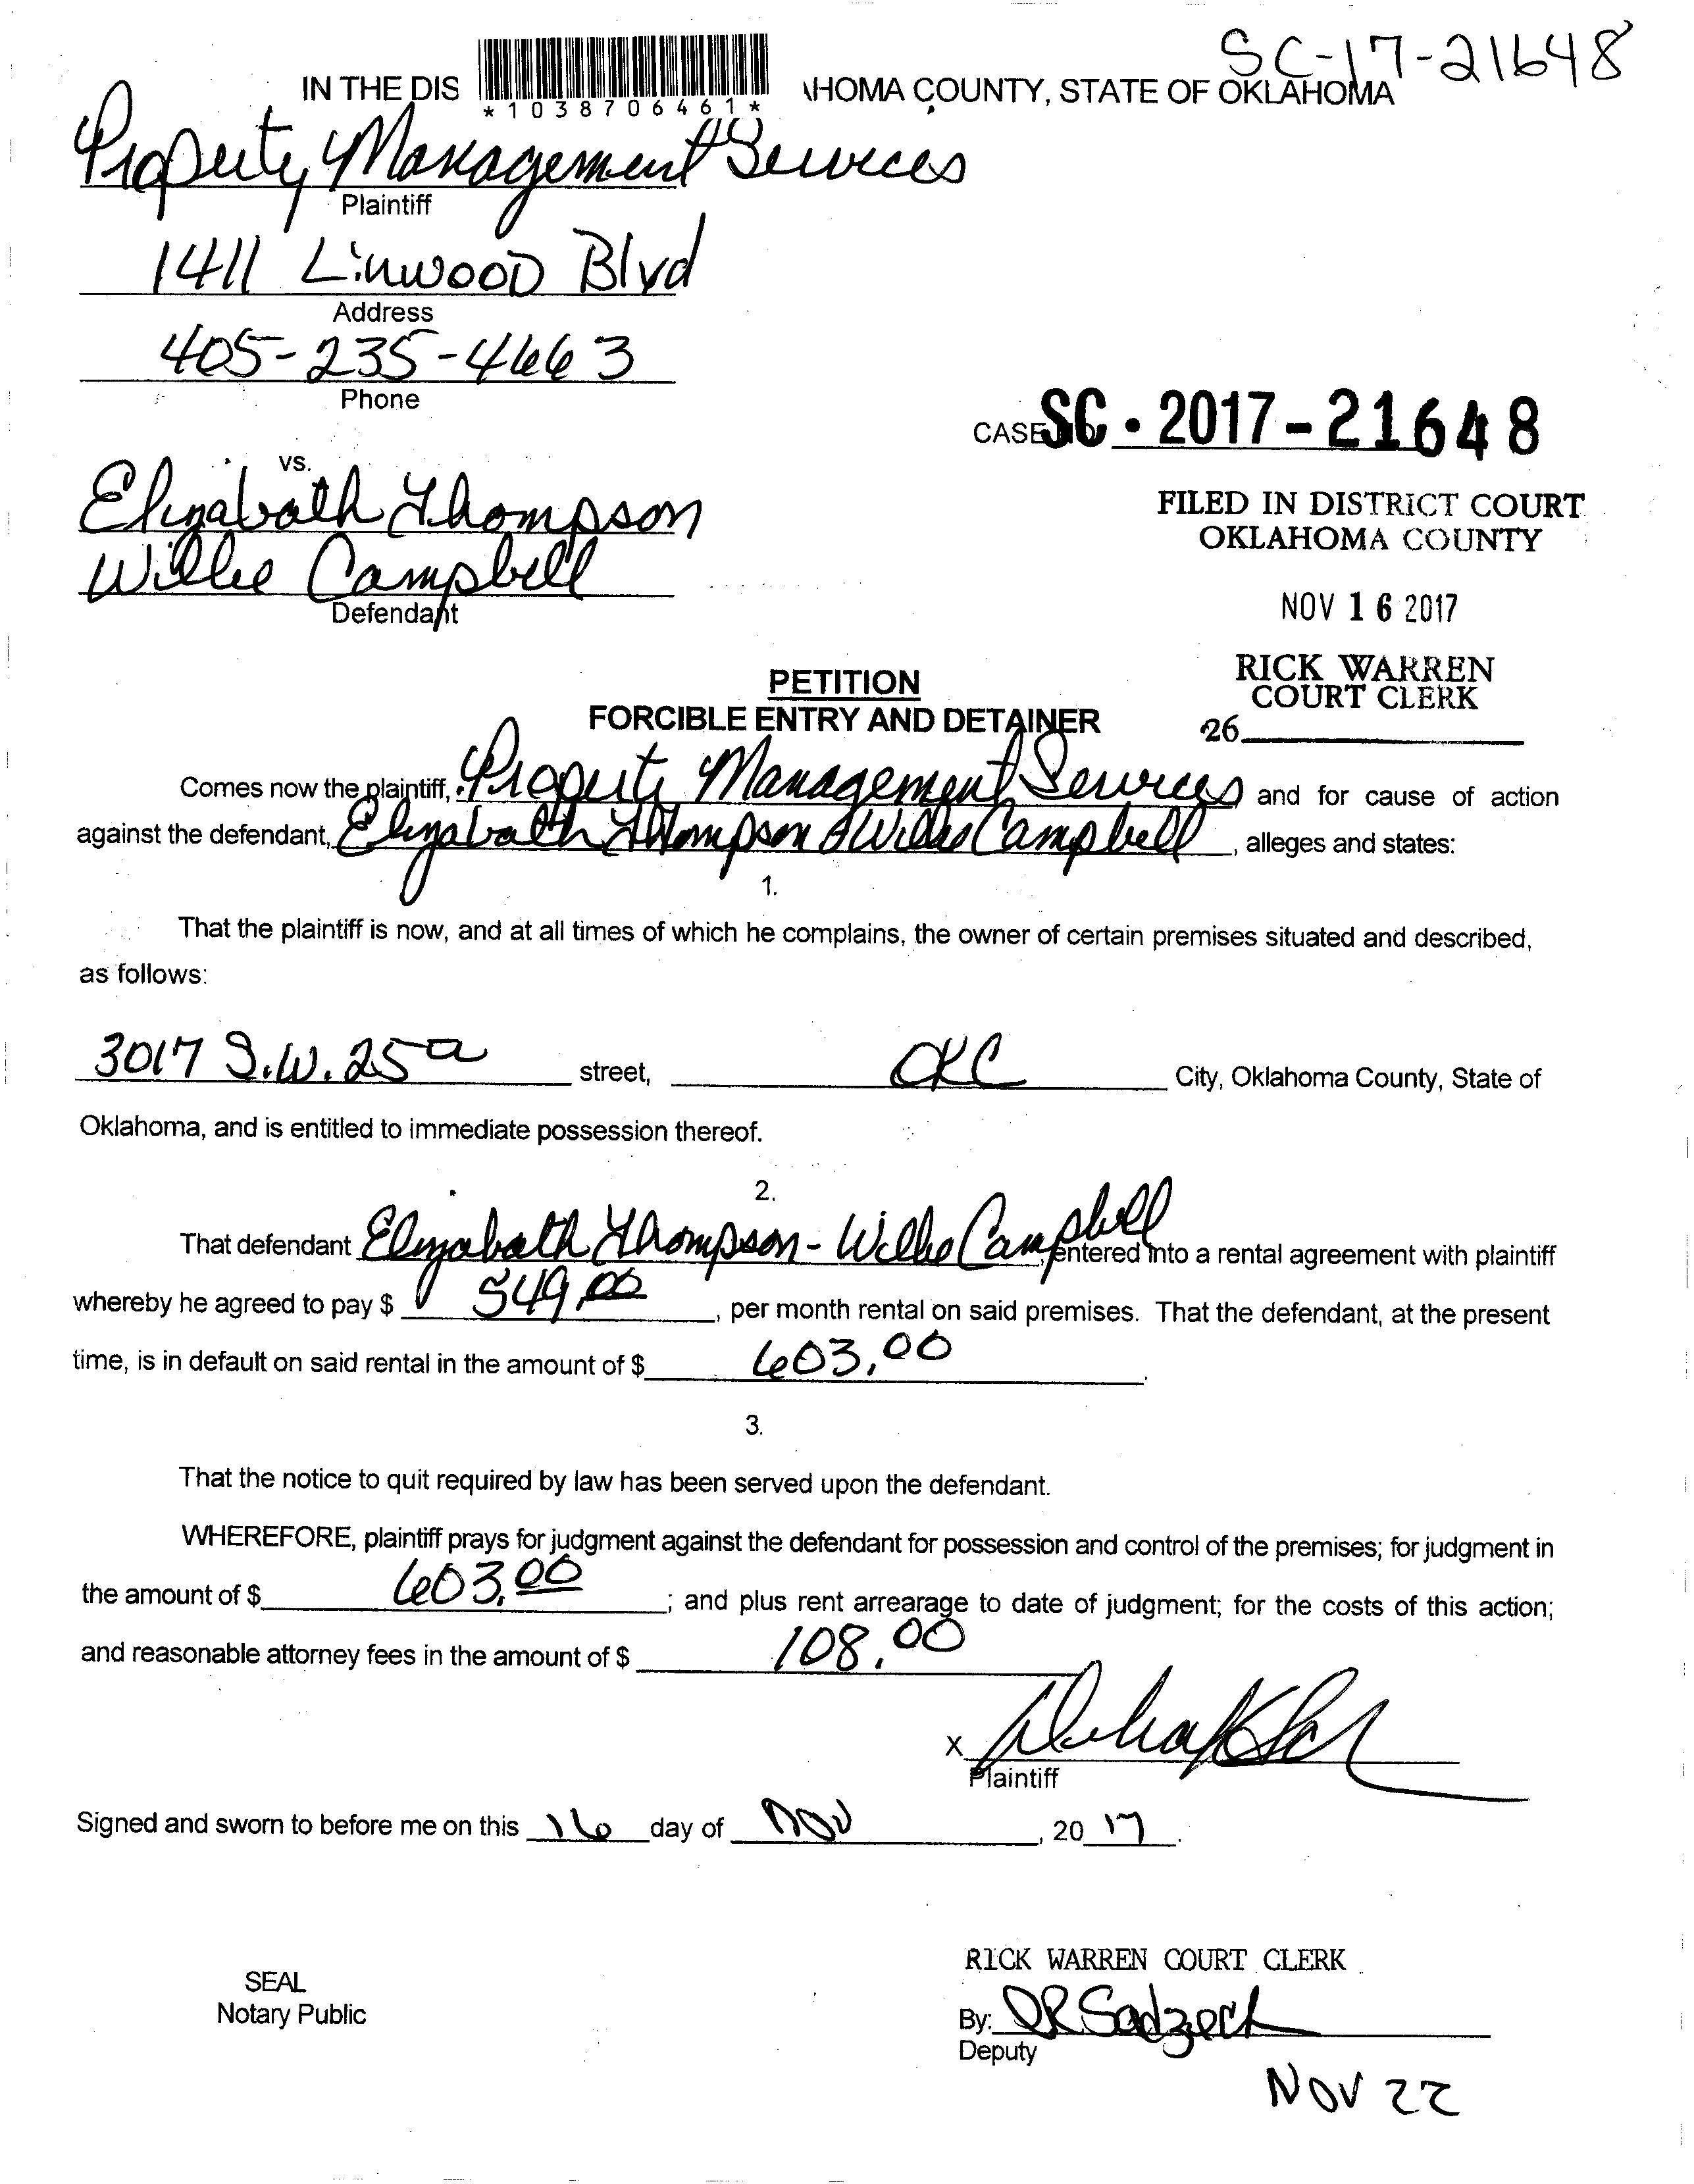 SC-17-21648
IN THE DIS AHOMA COUNTY, STATE OF OKLAHOMA
*1038706461*
Property Management Services
Plaintiff
1411 Linwood Blvd
Address
405-235-4663
Phone
CASE SC-2017-21648
vs.
Elizabath Thompson
Willie Campbell
Defendant
FILED IN DISTRICT COURT
OKLAHOMA COUNTY
NOV 16 2017
RICK WARREN
COURT CLERK
26
PETITION
FORCIBLE ENTRY AND DETAINER
Comes now the plaintiff, Property Management Services and for cause of action
against the defendant, Elizabath Thompson & Willie Campbell, alleges and states:
1.
That the plaintiff is now, and at all times of which he complains, the owner of certain premises situated and described,
as follows:
3017 S.W. 25 street, OKC City, Oklahoma County, State of
Oklahoma, and is entitled to immediate possession thereof.
2.
That defendant Elizabath Thompson - Willie Campbell, entered into a rental agreement with plaintiff
whereby he agreed to pay $ 549.00, per month rental on said premises. That the defendant, at the present
time, is in default on said rental in the amount of $ 603.00.
3.
That the notice to quit required by law has been served upon the defendant.
WHEREFORE, plaintiff prays for judgment against the defendant for possession and control of the premises; for judgment in
the amount of $ 603.00; and plus rent arrearage to date of judgment; for the costs of this action;
and reasonable attorney fees in the amount of $ 108.00
X
Plaintiff
Signed and sworn to before me on this 16 day of Nov, 20 17.
SEAL
Notary Public
RICK WARREN COURT CLERK
By:
Deputy
NOV 22